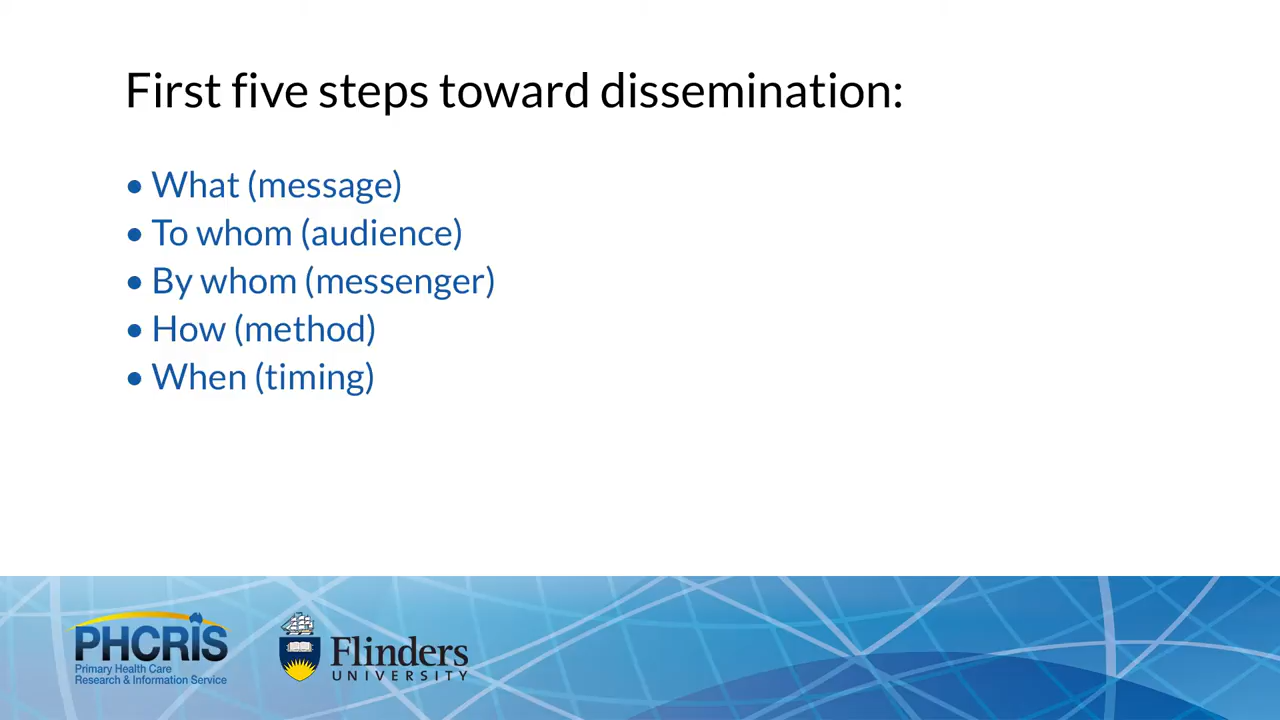 First five steps toward dissemination:
• What (message)
• To whom (audience)
• By whom (messenger)
• How (method)
• When (timing)
PHCRIS
Primary Health Care
Research & Information Service
Flinders
UNIVERSITY